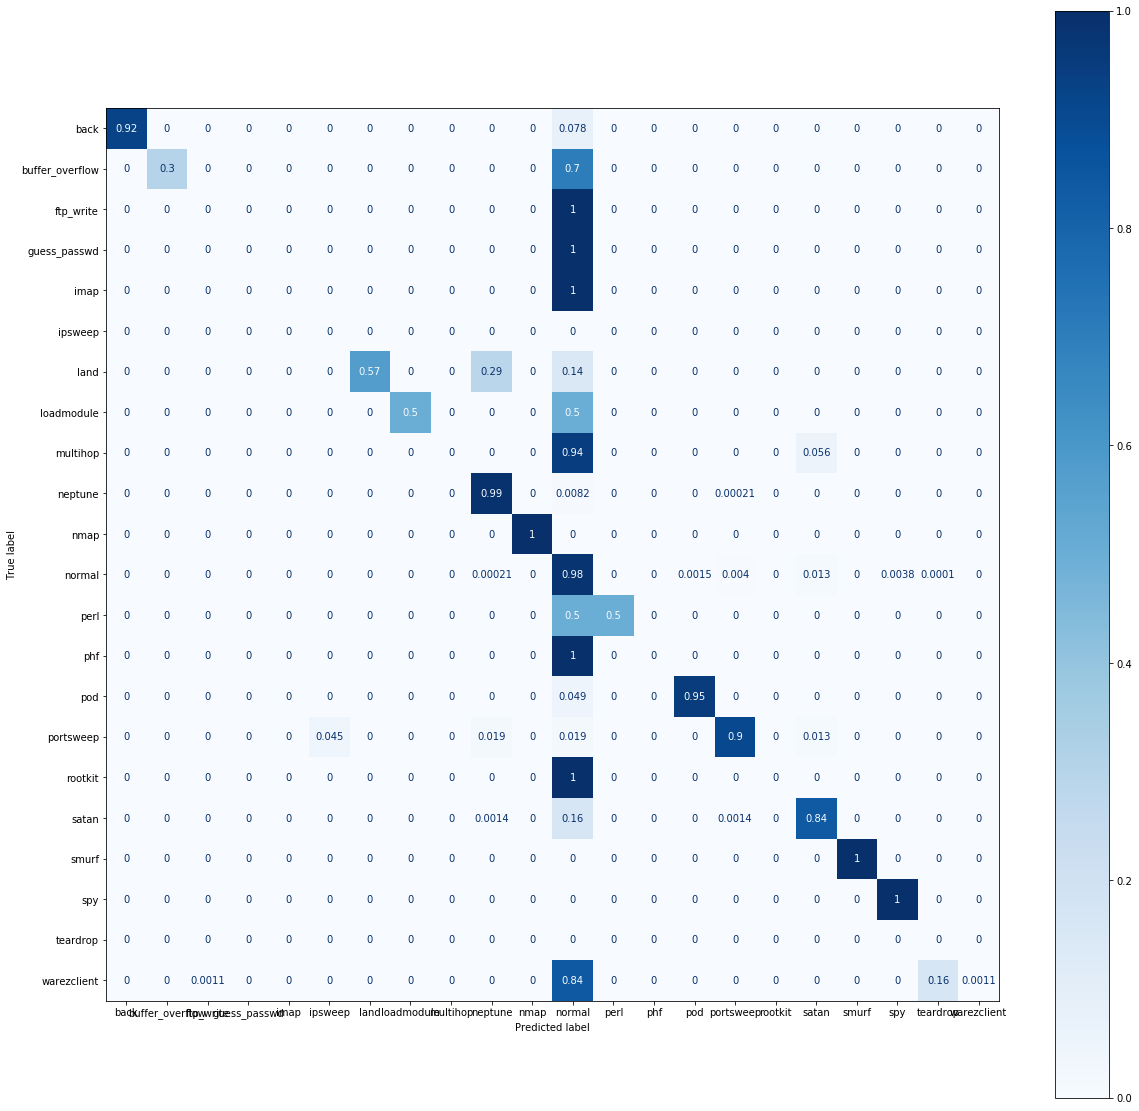 1.0
back 0.92 0 0 0 0 0 0 0 0 0 0 0.078 0 0 0 0 0 0 0 0 0 0
buffer_overflow 0 0.3 0 0 0 0 0 0 0 0 0 0.7 0 0 0 0 0 0 0 0 0 0
ftp_write 0 0 0 0 0 0 0 0 0 0 0 1 0 0 0 0 0 0 0 0 0 0
0.8
guess_passwd 0 0 0 0 0 0 0 0 0 0 0 1 0 0 0 0 0 0 0 0 0 0
imap 0 0 0 0 0 0 0 0 0 0 0 1 0 0 0 0 0 0 0 0 0 0
ipsweep 0 0 0 0 0 0 0 0 0 0 0 0 0 0 0 0 0 0 0 0 0 0
land 0 0 0 0 0 0 0.57 0 0 0.29 0 0.14 0 0 0 0 0 0 0 0 0 0
loadmodule 0 0 0 0 0 0 0 0.5 0 0 0 0.5 0 0 0 0 0 0 0 0 0 0
0.6
multihop 0 0 0 0 0 0 0 0 0 0 0 0.94 0 0 0 0 0 0.056 0 0 0 0
neptune 0 0 0 0 0 0 0 0 0 0.99 0 0.0082 0 0 0 0.00021 0 0 0 0 0 0
nmap 0 0 0 0 0 0 0 0 0 0 1 0 0 0 0 0 0 0 0 0 0 0
True label
normal 0 0 0 0 0 0 0 0 0 0.00021 0 0.98 0 0 0.0015 0.004 0 0.013 0 0.0038 0.0001 0
perl 0 0 0 0 0 0 0 0 0 0 0 0.5 0.5 0 0 0 0 0 0 0 0 0
phf 0 0 0 0 0 0 0 0 0 0 0 1 0 0 0 0 0 0 0 0 0 0
0.4
pod 0 0 0 0 0 0 0 0 0 0 0 0.049 0 0 0.95 0 0 0 0 0 0 0
portsweep 0 0 0 0 0 0.045 0 0 0 0.019 0 0.019 0 0 0 0.9 0 0.013 0 0 0 0
rootkit 0 0 0 0 0 0 0 0 0 0 0 1 0 0 0 0 0 0 0 0 0 0
satan 0 0 0 0 0 0 0 0 0 0.0014 0 0.16 0 0 0 0.0014 0 0.84 0 0 0 0
smurf 0 0 0 0 0 0 0 0 0 0 0 0 0 0 0 0 0 0 1 0 0 0
0.2
spy 0 0 0 0 0 0 0 0 0 0 0 0 0 0 0 0 0 0 0 1 0 0
teardrop 0 0 0 0 0 0 0 0 0 0 0 0 0 0 0 0 0 0 0 0 0 0
warezclient 0 0 0.0011 0 0 0 0 0 0 0 0 0.84 0 0 0 0 0 0 0 0 0.16 0.0011
back buffer_overflow ftp_write guess_passwd imap ipsweep land loadmodule multihop neptune nmap normal perl phf pod portsweep rootkit satan smurf spy teardrop warezclient
Predicted label
0.0